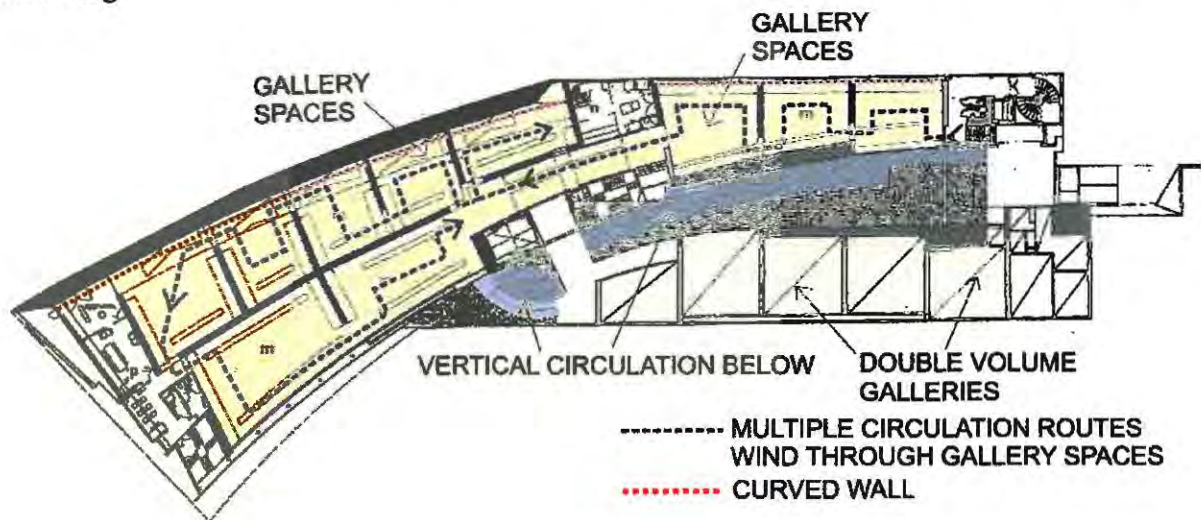 GALLERY
SPACES
GALLERY
SPACES
m
m
VERTICAL CIRCULATION BELOW
DOUBLE VOLUME
GALLERIES
MULTIPLE CIRCULATION ROUTES
WIND THROUGH GALLERY SPACES
CURVED WALL